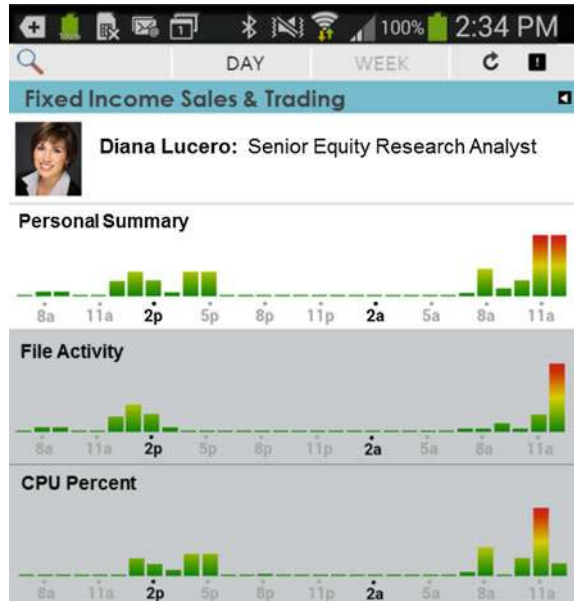 1 100% 2:34 PM
DAY WEEK
Fixed Income Sales & Trading
Diana Lucero: Senior Equity Research Analyst
Personal Summary
8a 11a 2p 5p 8p 11p 2a 5a 8a 11a
File Activity
8a 11a 2p 5p 8p 11p 2a 5a 8a 11a
CPU Percent
8a 11a 2p 5p 8p 11p 2a 5a 8a 11a